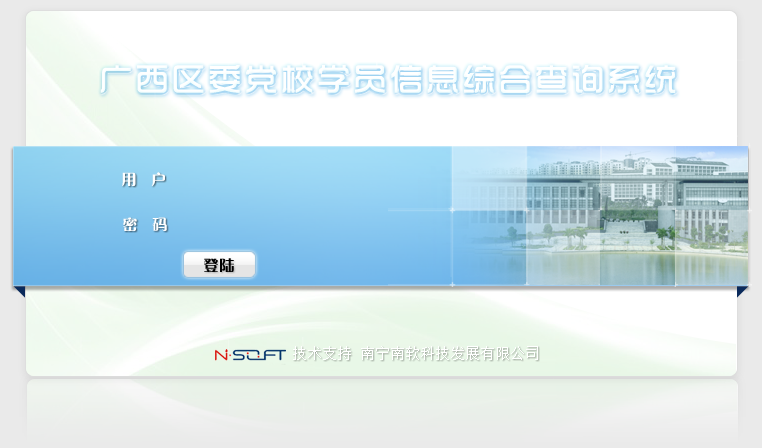 广西区委党校学员信息综合查询系统
用 户
密 码
登陆
N-SOFT 技术支持 南宁南软科技发展有限公司